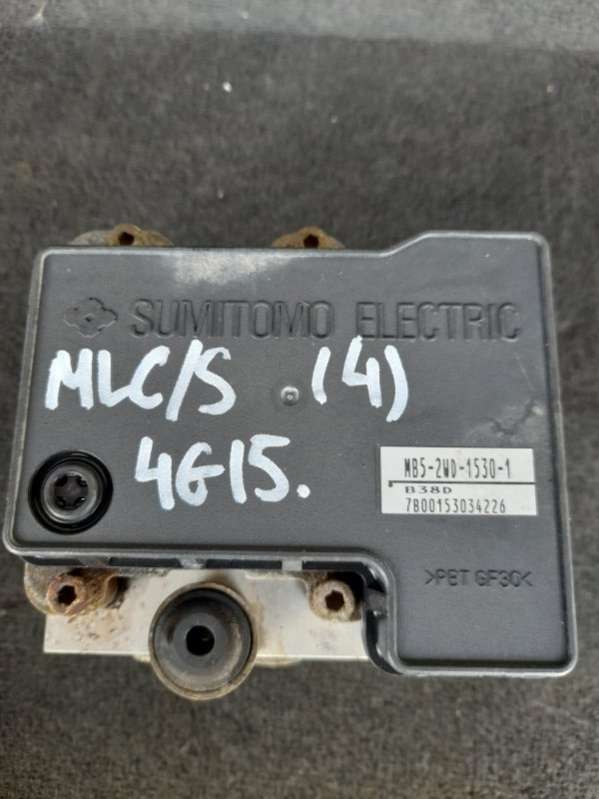 SUMITOMO ELECTRIC
MLC/S (4)
4G15.
MB5-2WD-1530-1
B38D
7B00153034226
>PBT GF30<